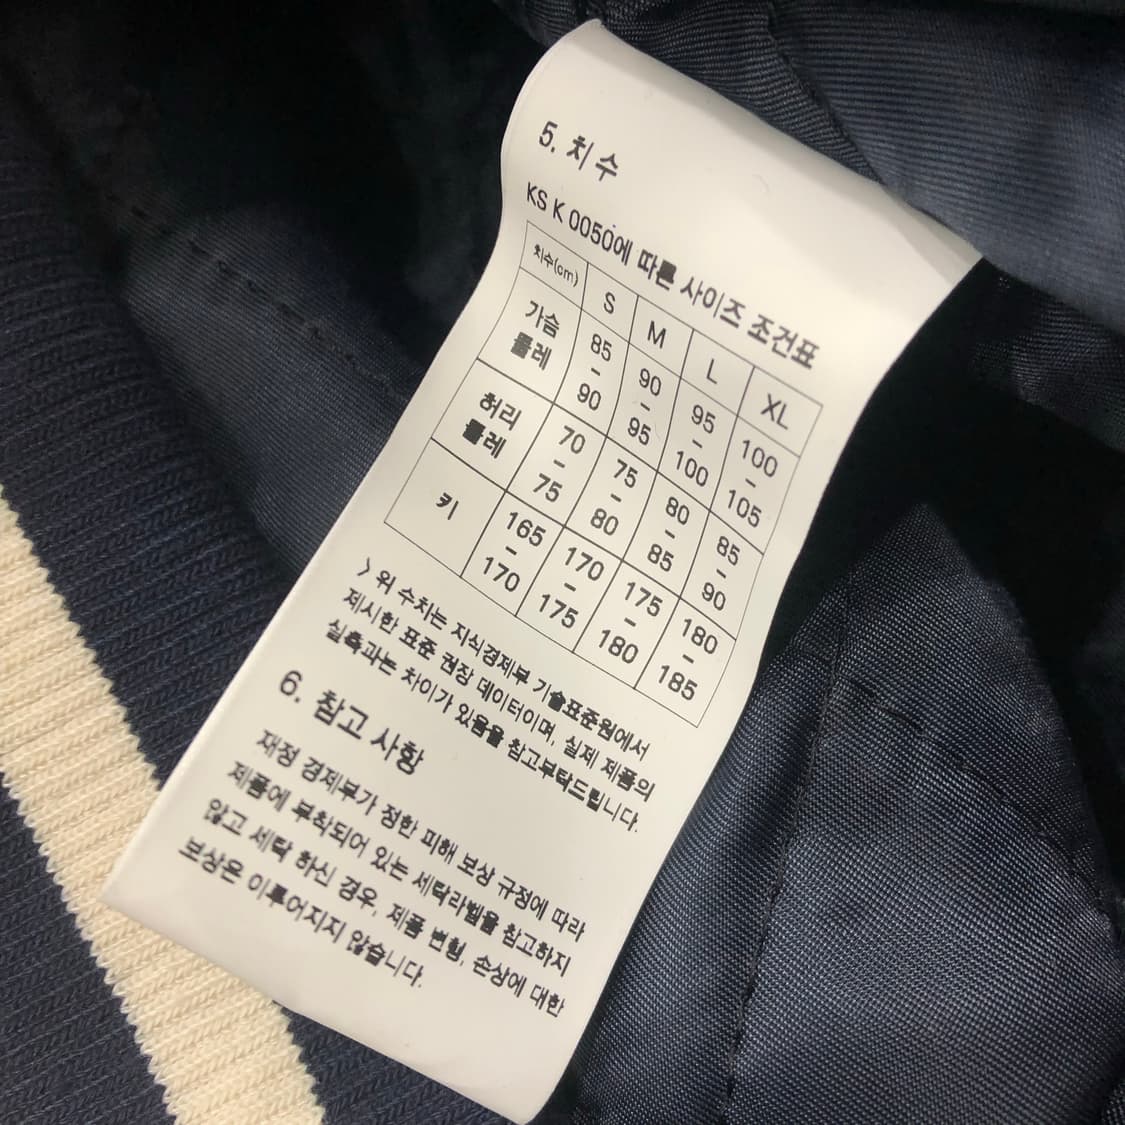 5. 치수
KS K 0050에 따른 사이즈 조건표
치수(cm) S M L XL
가슴 둘레 85 - 90 90 - 95 95 - 100 100 - 105
허리 둘레 70 - 75 75 - 80 80 - 85 85 - 90
키 165 - 170 170 - 175 175 - 180 180 - 185
> 위 수치는 지식경제부 기술표준원에서
제시한 표준 권장 데이터이며, 실제 제품의
실측과는 차이가 있음을 참고부탁드립니다.
6. 참고 사항
재정 경제부가 정한 피해 보상 규정에 따라
제품에 부착되어 있는 세탁라벨을 참고하지
않고 세탁 하신 경우, 제품 변형, 손상에 대한
보상은 이루어지지 않습니다.